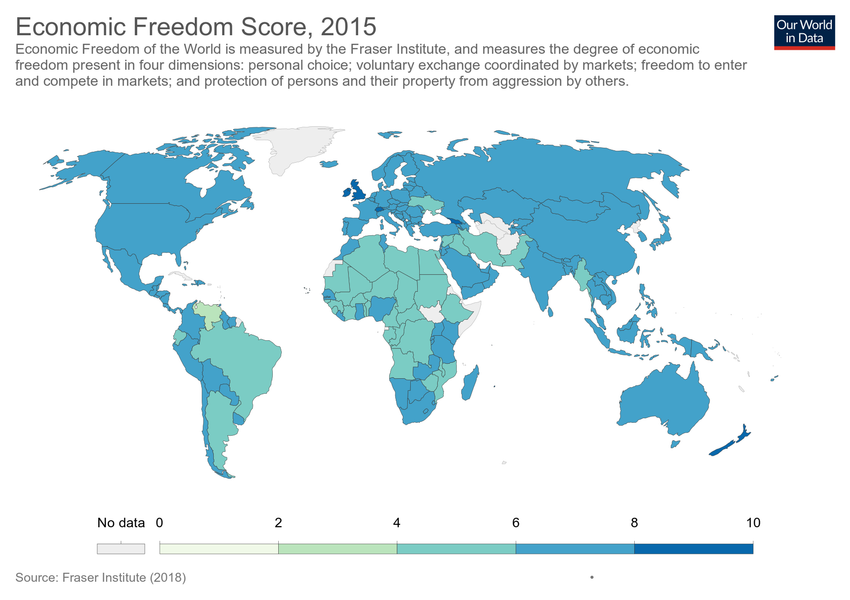 Economic Freedom Score, 2015
Our World
in Data
Economic Freedom of the World is measured by the Fraser Institute, and measures the degree of economic
freedom present in four dimensions: personal choice; voluntary exchange coordinated by markets; freedom to enter
and compete in markets; and protection of persons and their property from aggression by others.
No data 0 2 4 6 8 10
Source: Fraser Institute (2018) •